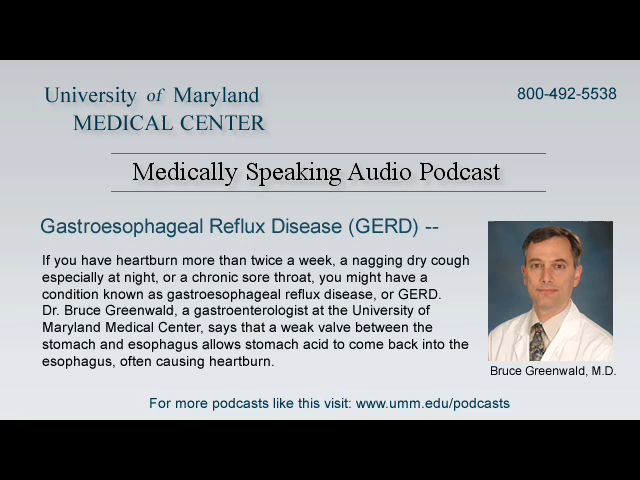 University of Maryland
MEDICAL CENTER
800-492-5538
Medically Speaking Audio Podcast
Gastroesophageal Reflux Disease (GERD) --
If you have heartburn more than twice a week, a nagging dry cough
especially at night, or a chronic sore throat, you might have a
condition known as gastroesophageal reflux disease, or GERD.
Dr. Bruce Greenwald, a gastroenterologist at the University of
Maryland Medical Center, says that a weak valve between the
stomach and esophagus allows stomach acid to come back into the
esophagus, often causing heartburn.
Bruce Greenwald, M.D.
For more podcasts like this visit: www.umm.edu/podcasts